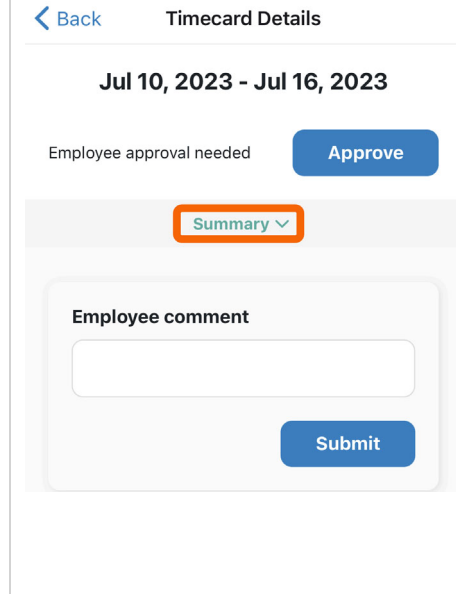 Back Timecard Details
Jul 10, 2023 - Jul 16, 2023
Employee approval needed Approve
Summary
Employee comment
Submit